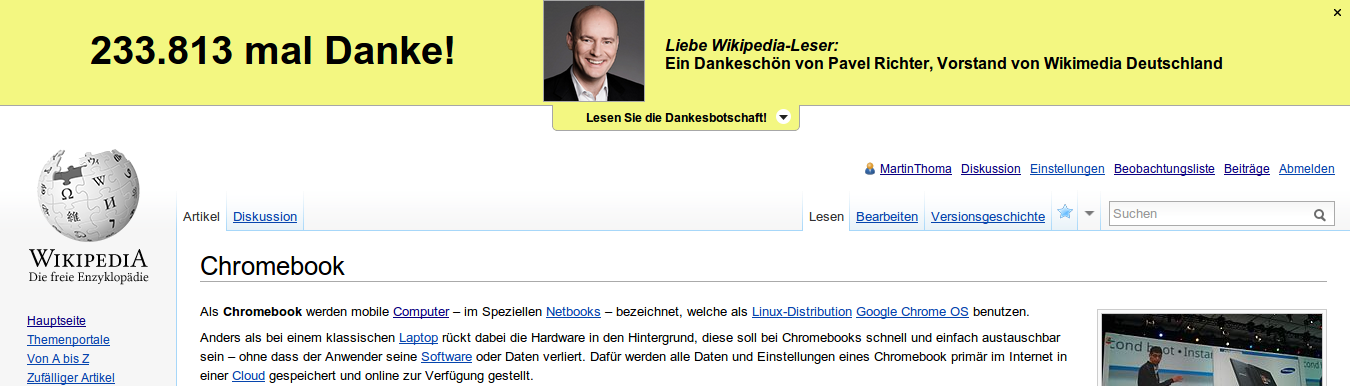 233.813 mal Danke!
Liebe Wikipedia-Leser:
Ein Dankeschön von Pavel Richter, Vorstand von Wikimedia Deutschland
×
Lesen Sie die Dankesbotschaft!
MartinThoma Diskussion Einstellungen Beobachtungsliste Beiträge Abmelden
Artikel Diskussion Lesen Bearbeiten Versionsgeschichte Suchen
Ω W И 維
WIKIPEDIA
Die freie Enzyklopädie
Hauptseite
Themenportale
Von A bis Z
Zufälliger Artikel
Chromebook
Als Chromebook werden mobile Computer – im Speziellen Netbooks – bezeichnet, welche als Linux-Distribution Google Chrome OS benutzen.
Anders als bei einem klassischen Laptop rückt dabei die Hardware in den Hintergrund, diese soll bei Chromebooks schnell und einfach austauschbar
sein – ohne dass der Anwender seine Software oder Daten verliert. Dafür werden alle Daten und Einstellungen eines Chromebook primär im Internet in
einer Cloud gespeichert und online zur Verfügung gestellt.
cond boot • Instan